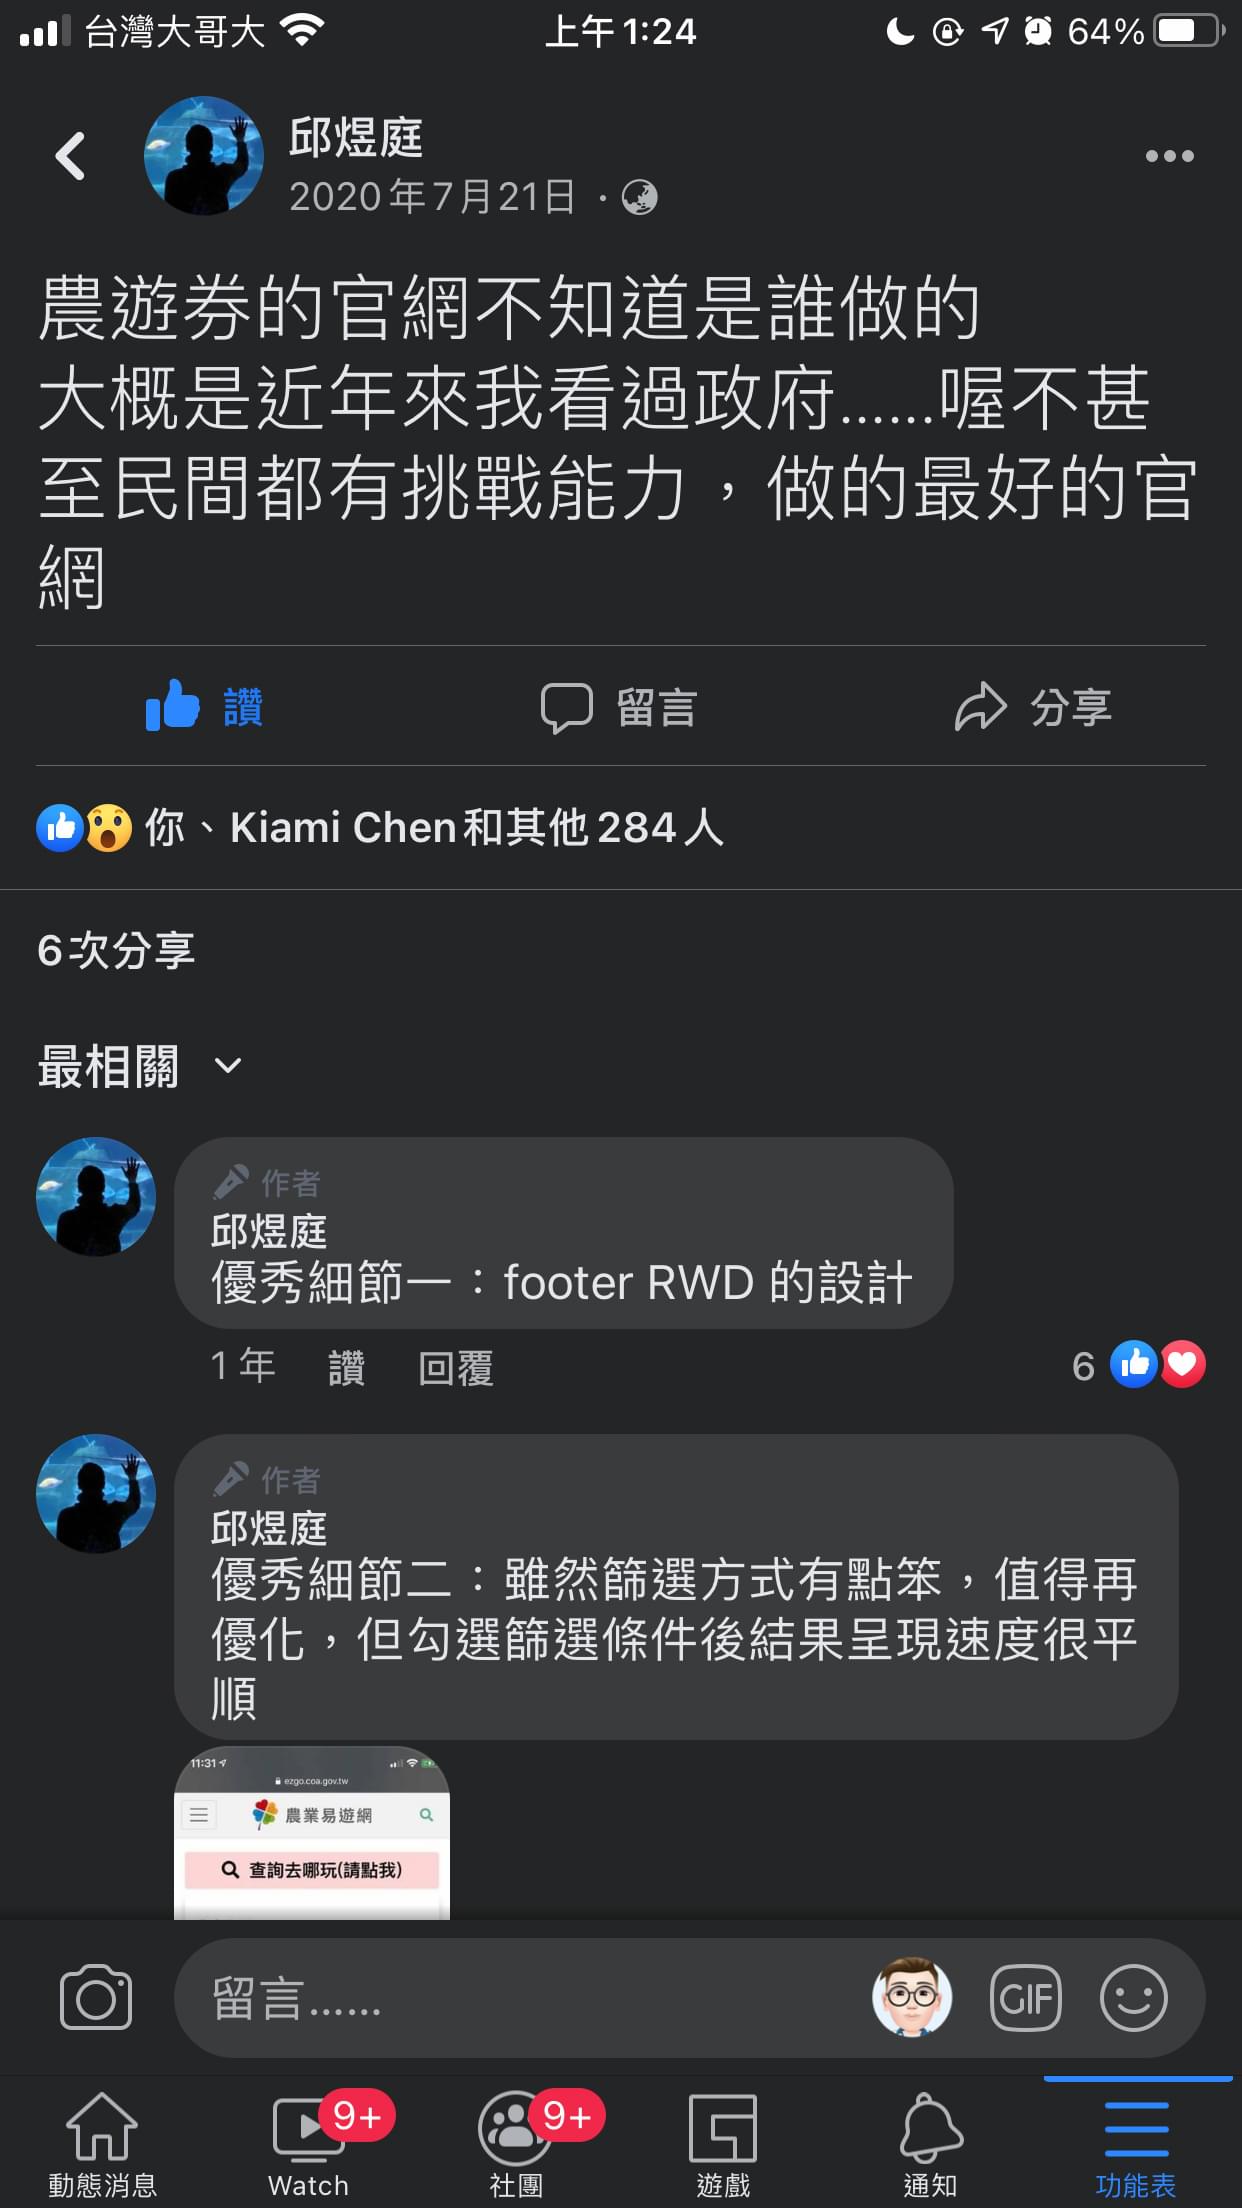 台灣大哥大 上午1:24 64%
邱煜庭
2020年7月21日
農遊券的官網不知道是誰做的
大概是近年來我看過政府......喔不甚
至民間都有挑戰能力，做的最好的官
網
讚 留言 分享
你、Kiami Chen和其他284人
6次分享
最相關
作者
邱煜庭
優秀細節一：footer RWD 的設計
1年 讚 回覆 6
作者
邱煜庭
優秀細節二：雖然篩選方式有點笨，值得再
優化，但勾選篩選條件後結果呈現速度很平
順
11:31
ezgo.coa.gov.tw
農業易遊網
查詢去哪玩(請點我)
留言...... GIF
9+ 9+
動態消息 Watch 社團 遊戲 通知 功能表